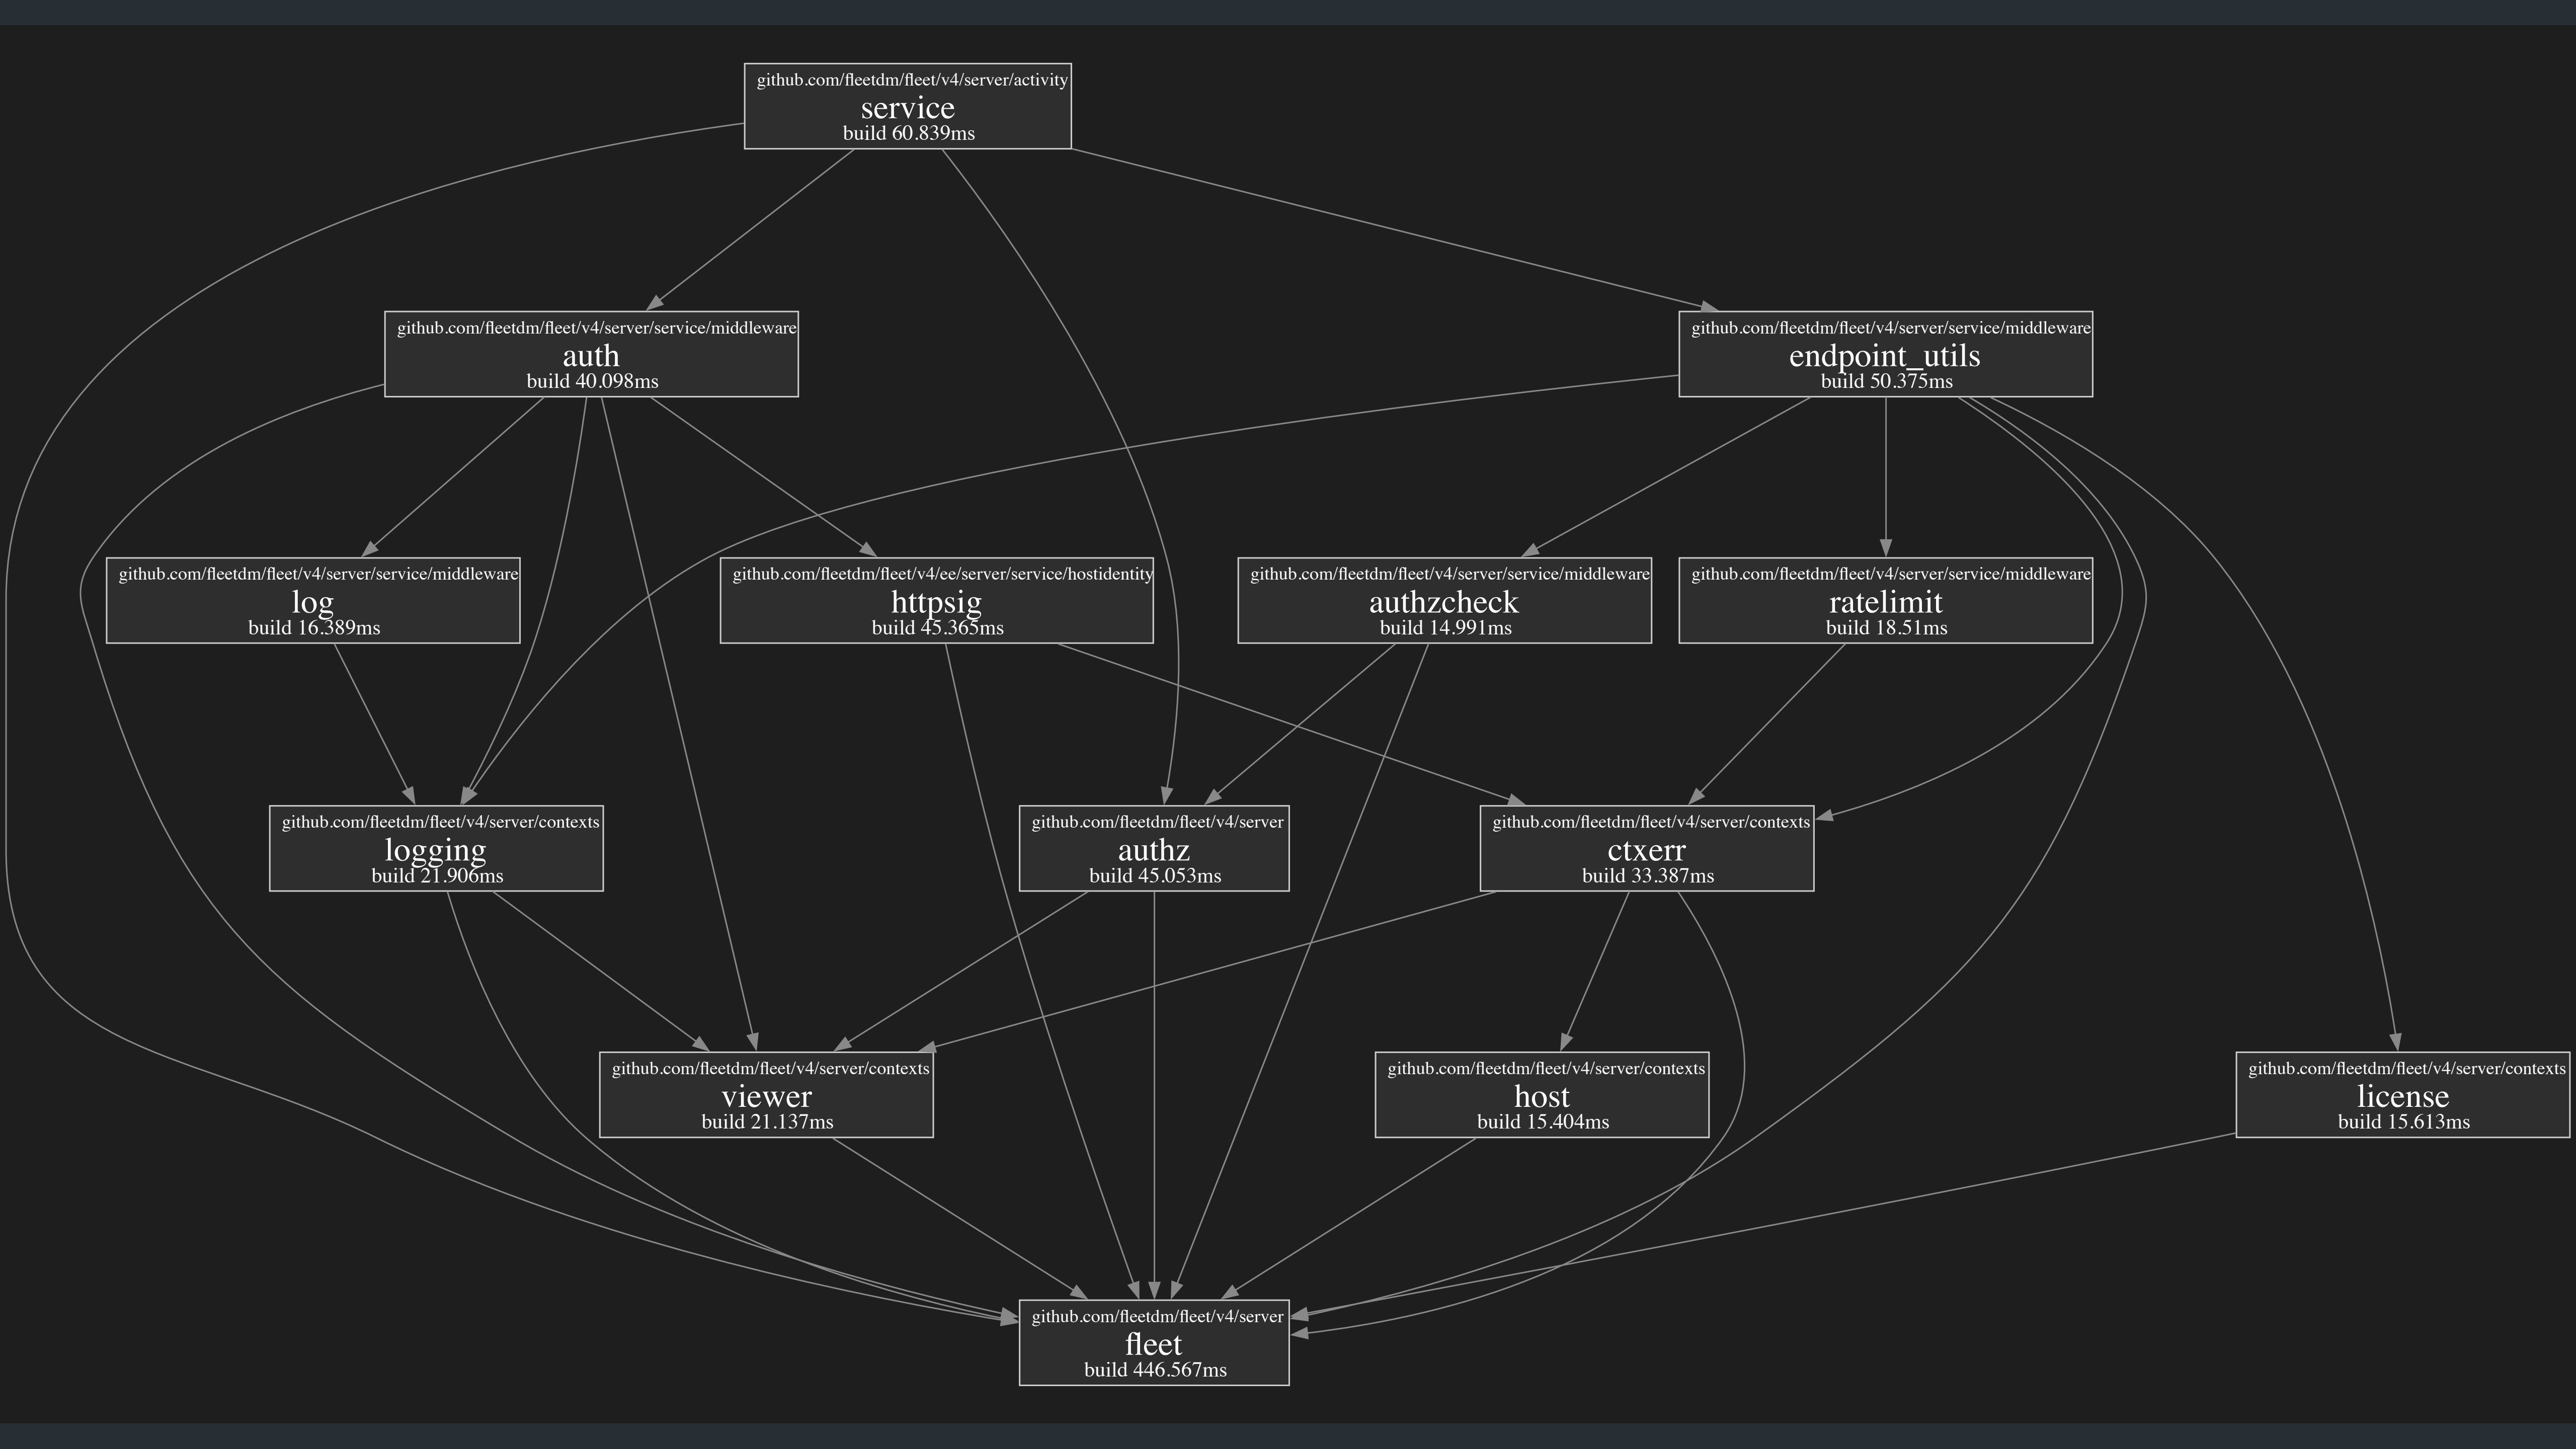 github.com/fleetdm/fleet/v4/server/activity
service
build 60.839ms
github.com/fleetdm/fleet/v4/server/service/middleware
auth
build 40.098ms
github.com/fleetdm/fleet/v4/server/service/middleware
endpoint_utils
build 50.375ms
github.com/fleetdm/fleet/v4/server/service/middleware
log
build 16.389ms
github.com/fleetdm/fleet/v4/ee/server/service/hostidentity
httpsig
build 45.365ms
github.com/fleetdm/fleet/v4/server/service/middleware
authzcheck
build 14.991ms
github.com/fleetdm/fleet/v4/server/service/middleware
ratelimit
build 18.51ms
github.com/fleetdm/fleet/v4/server/contexts
logging
build 21.906ms
github.com/fleetdm/fleet/v4/server
authz
build 45.053ms
github.com/fleetdm/fleet/v4/server/contexts
ctxerr
build 33.387ms
github.com/fleetdm/fleet/v4/server/contexts
viewer
build 21.137ms
github.com/fleetdm/fleet/v4/server/contexts
host
build 15.404ms
github.com/fleetdm/fleet/v4/server/contexts
license
build 15.613ms
github.com/fleetdm/fleet/v4/server
fleet
build 446.567ms